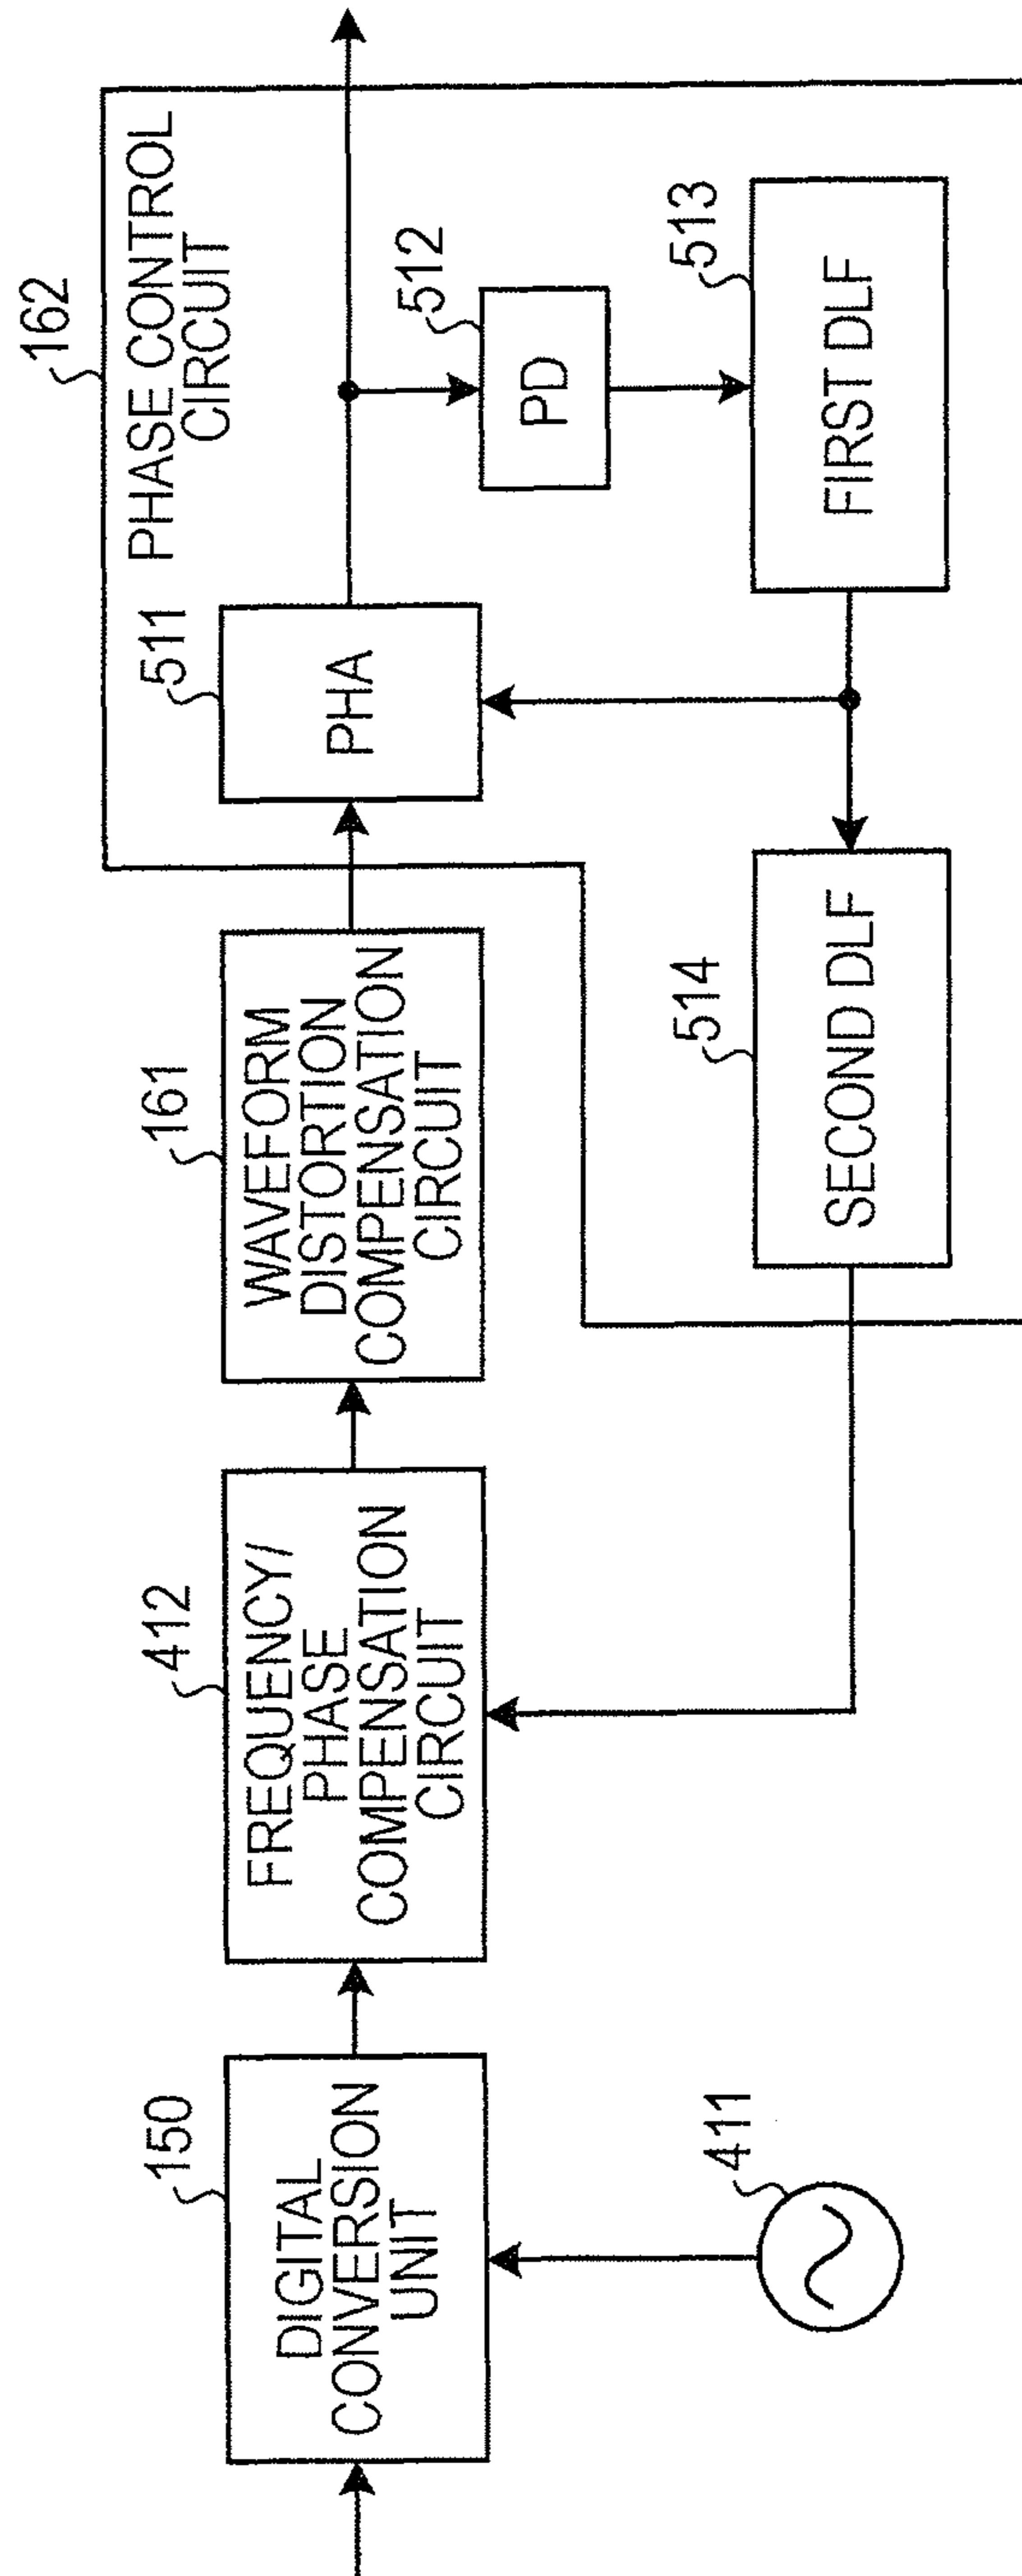 162
PHASE CONTROL
CIRCUIT
150
DIGITAL
CONVERSION
UNIT
411
412
FREQUENCY/
PHASE
COMPENSATION
CIRCUIT
161
WAVEFORM
DISTORTION
COMPENSATION
CIRCUIT
511
PHA
512
PD
513
FIRST DLF
514
SECOND DLF